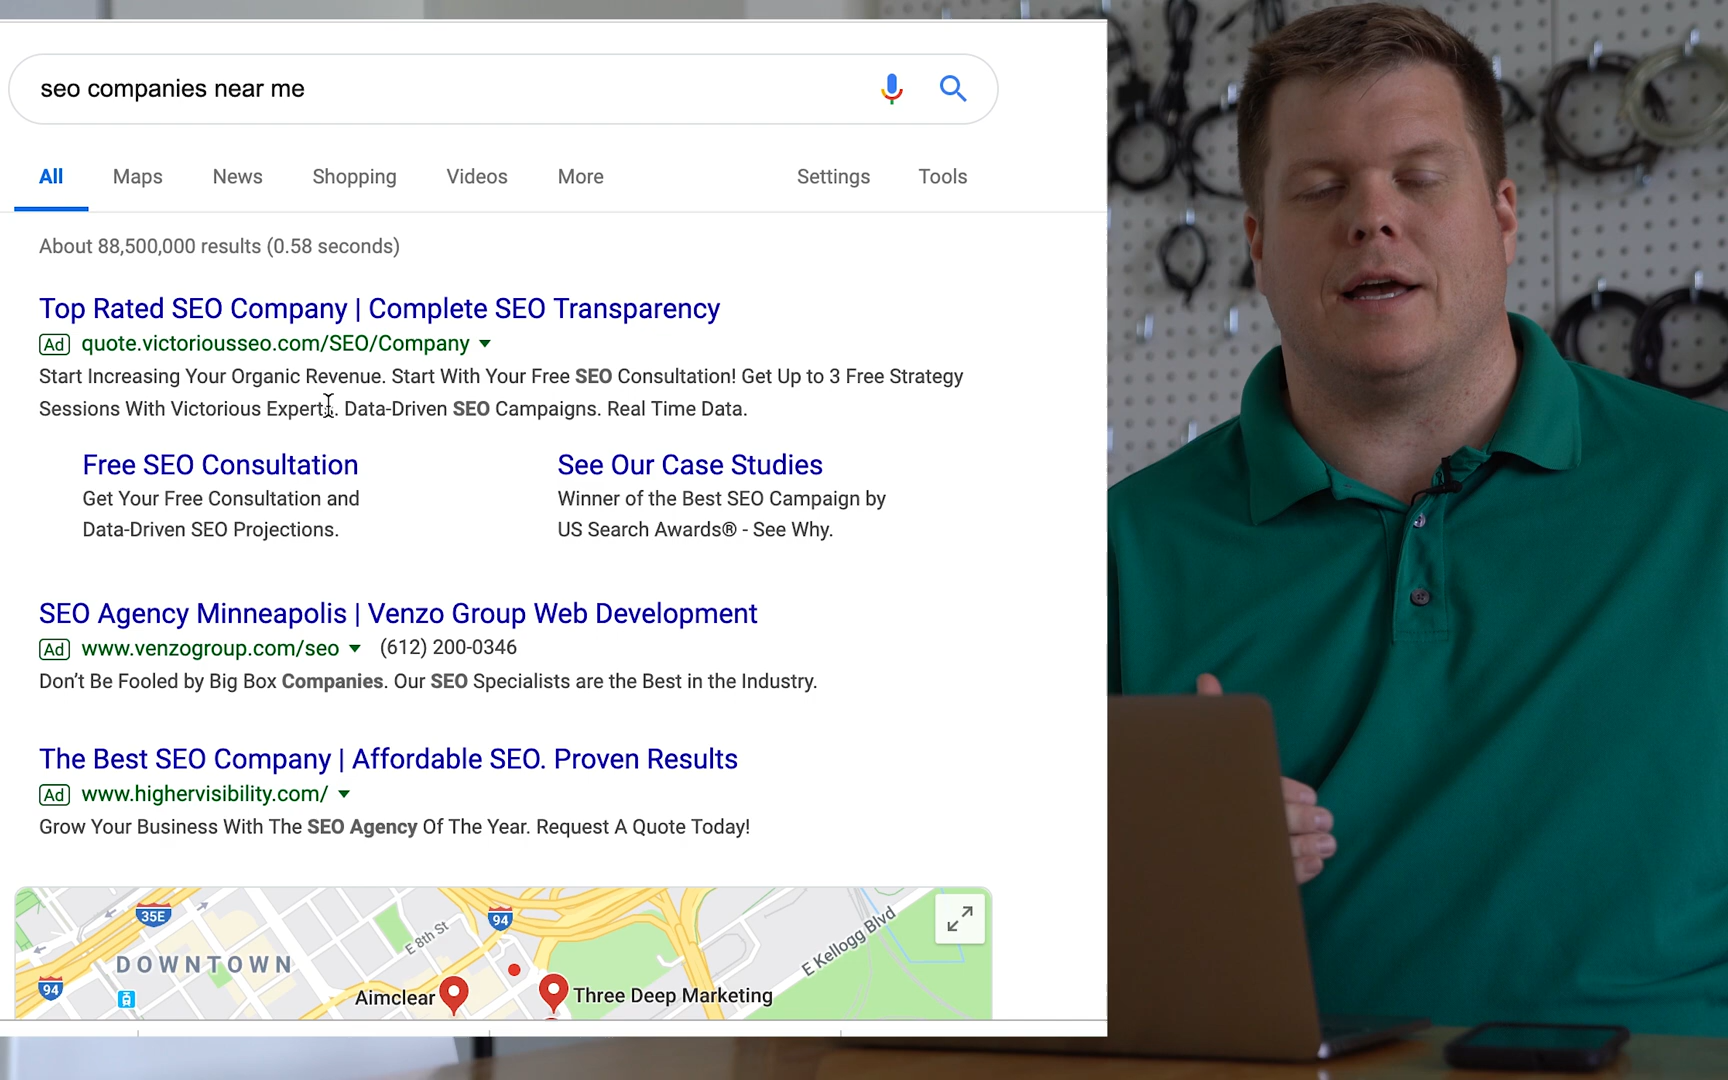 seo companies near me
All Maps News Shopping Videos More Settings Tools
About 88,500,000 results (0.58 seconds)
Top Rated SEO Company | Complete SEO Transparency
Ad quote.victoriousseo.com/SEO/Company
Start Increasing Your Organic Revenue. Start With Your Free SEO Consultation! Get Up to 3 Free Strategy
Sessions With Victorious Experts. Data-Driven SEO Campaigns. Real Time Data.
Free SEO Consultation
Get Your Free Consultation and
Data-Driven SEO Projections.
See Our Case Studies
Winner of the Best SEO Campaign by
US Search Awards® - See Why.
SEO Agency Minneapolis | Venzo Group Web Development
Ad www.venzogroup.com/seo (612) 200-0346
Don’t Be Fooled by Big Box Companies. Our SEO Specialists are the Best in the Industry.
The Best SEO Company | Affordable SEO. Proven Results
Ad www.highervisibility.com/
Grow Your Business With The SEO Agency Of The Year. Request A Quote Today!
35E
94
E 8th St
E Kellogg Blvd
DOWNTOWN
94
Aimclear
Three Deep Marketing